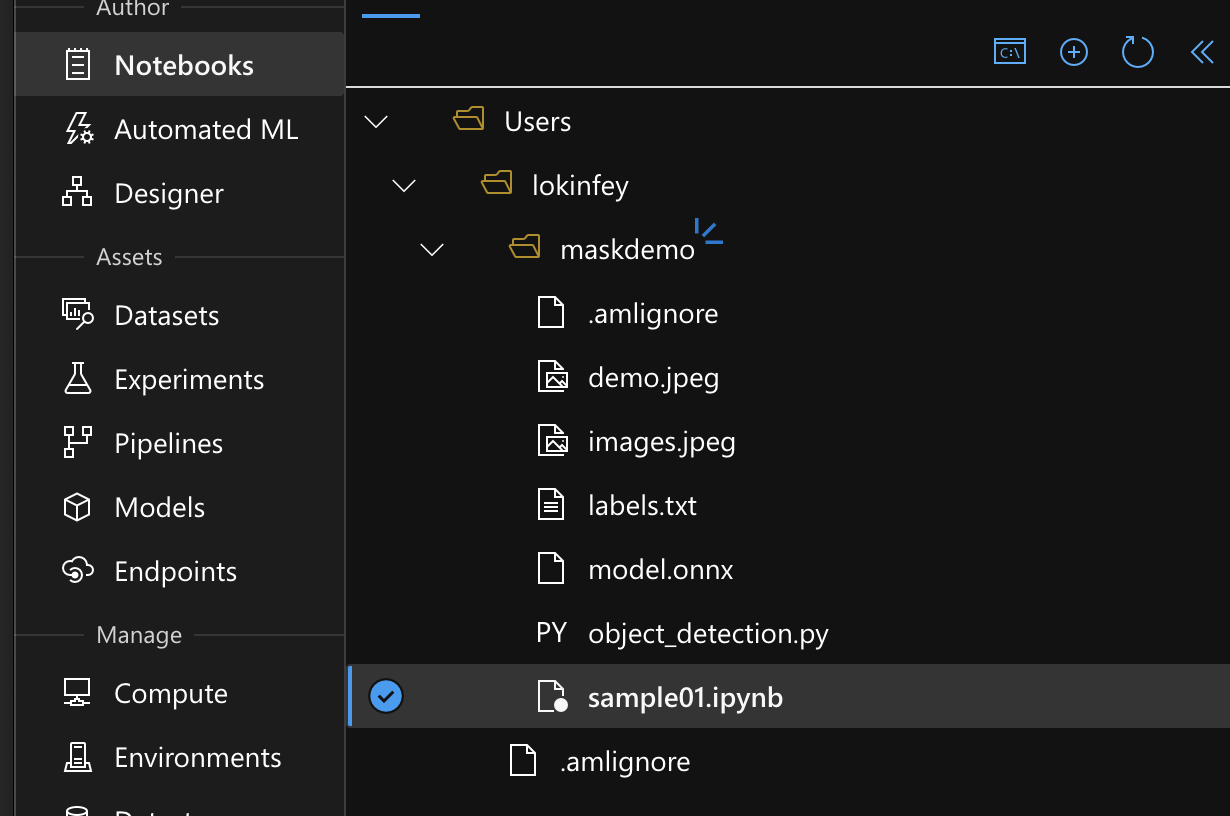 Author
Notebooks
Automated ML
Designer
Assets
Datasets
Experiments
Pipelines
Models
Endpoints
Manage
Compute
Environments
C:\
Users
lokinfey
maskdemo
.amlignore
demo.jpeg
images.jpeg
labels.txt
model.onnx
PY object_detection.py
sample01.ipynb
.amlignore